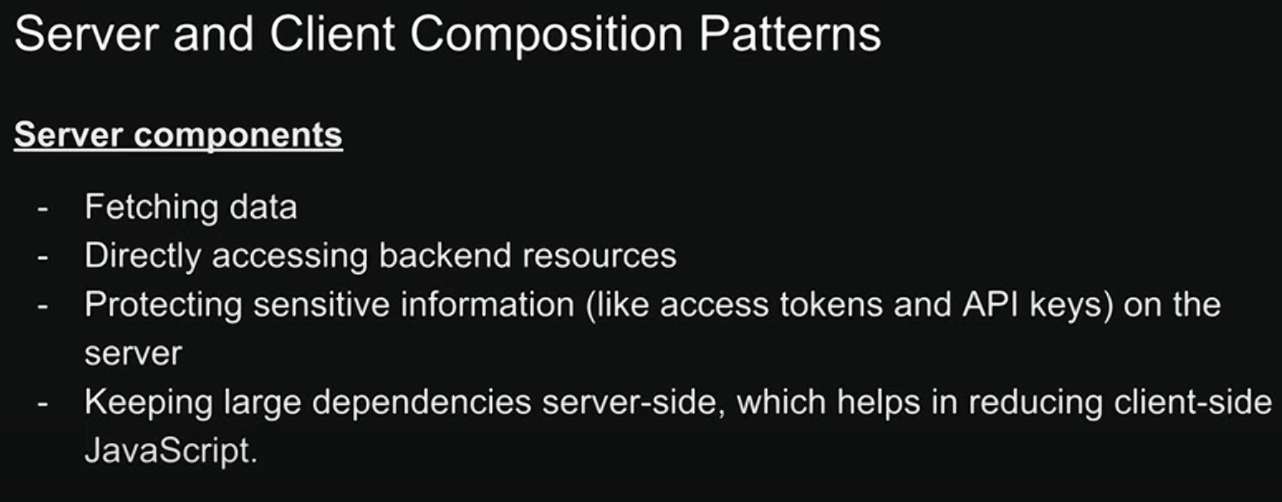 Server and Client Composition Patterns
Server components
- Fetching data
- Directly accessing backend resources
- Protecting sensitive information (like access tokens and API keys) on the
server
- Keeping large dependencies server-side, which helps in reducing client-side
JavaScript.